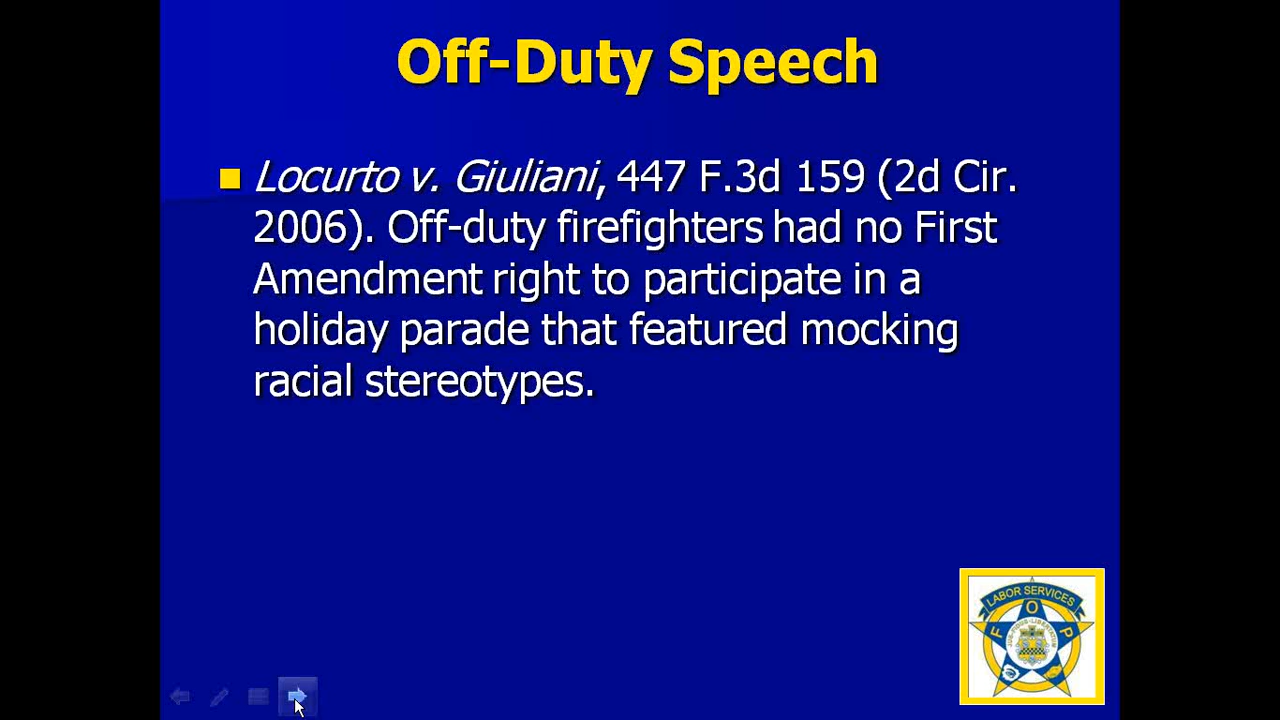 Off-Duty Speech
Locurto v. Giuliani, 447 F.3d 159 (2d Cir.
2006). Off-duty firefighters had no First
Amendment right to participate in a
holiday parade that featured mocking
racial stereotypes.
LABOR SERVICES
F O P